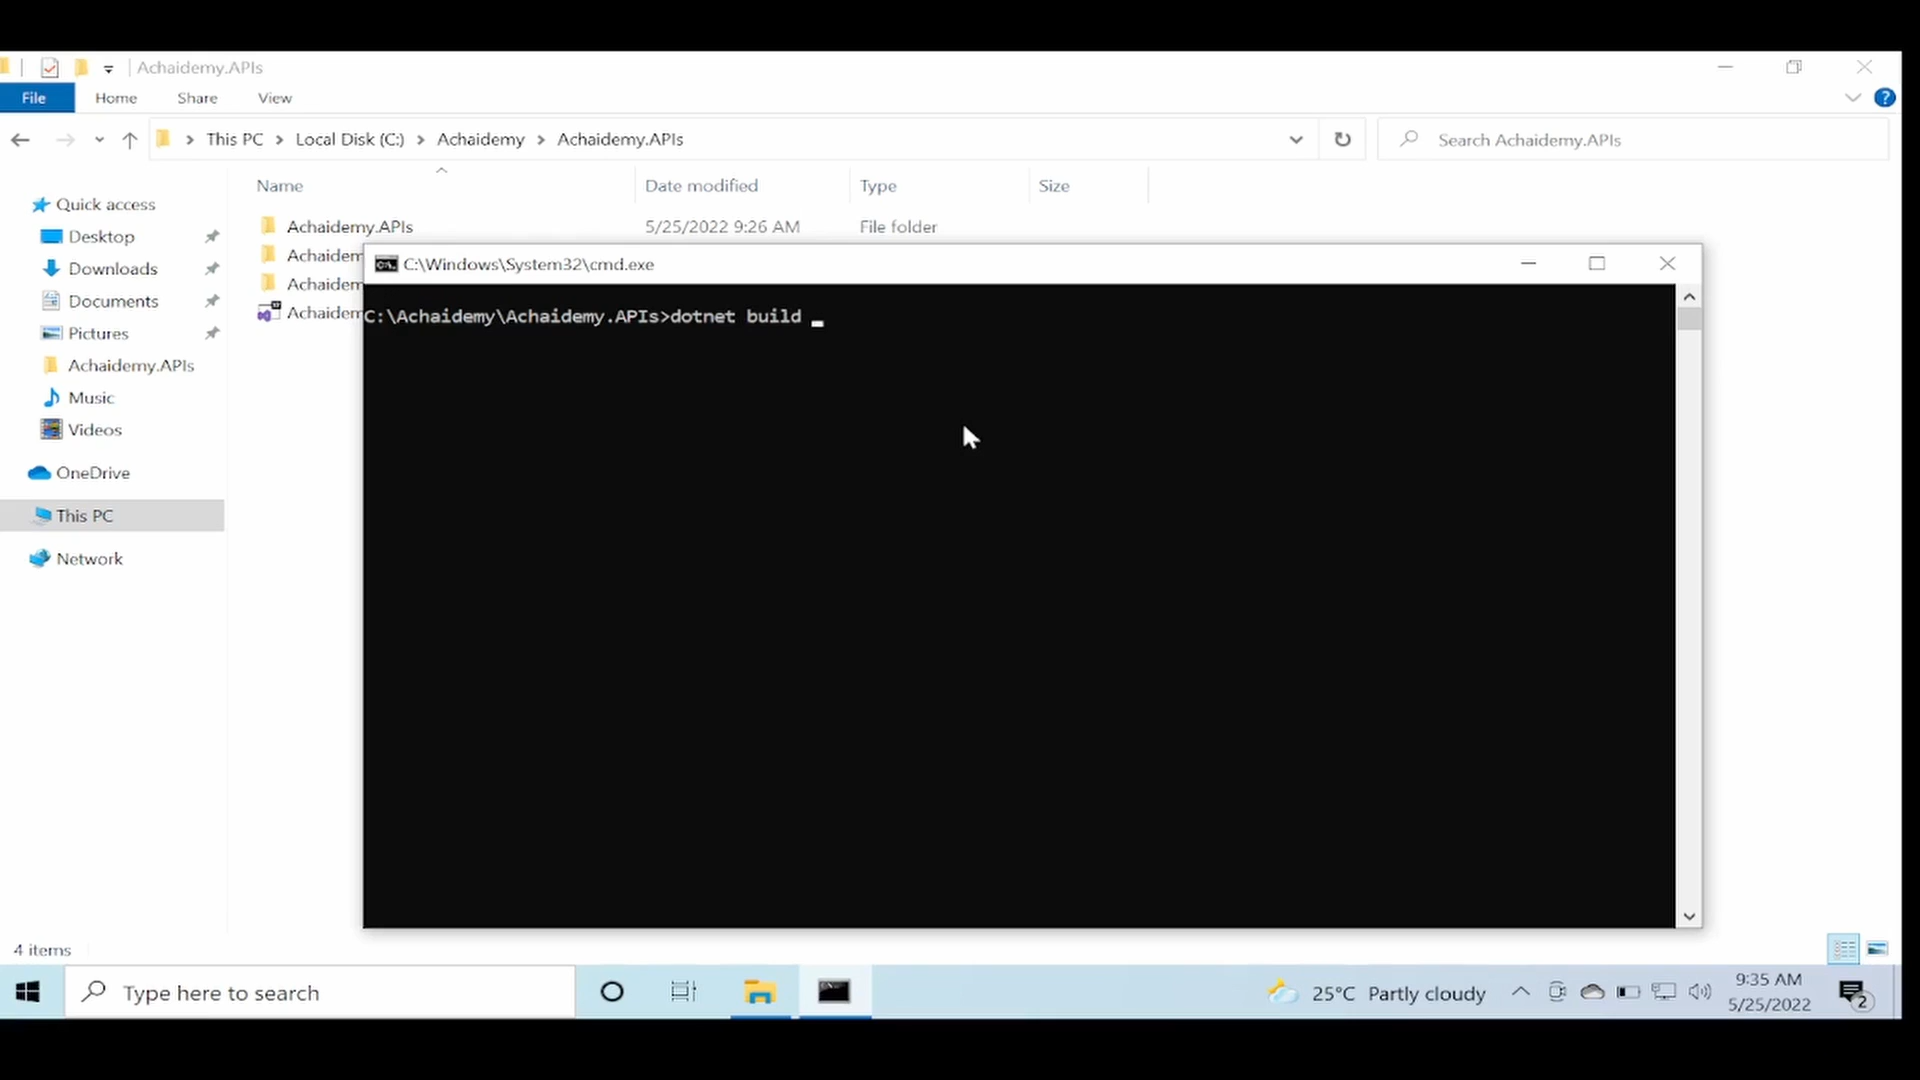 Achaidemy.APIs
File Home Share View
This PC Local Disk (C:) Achaidemy Achaidemy.APIs
Search Achaidemy.APIs
Name Date modified Type Size
Quick access
Desktop
Downloads
Documents
Pictures
Achaidemy.APIs
Music
Videos
OneDrive
This PC
Network
Achaidemy.APIs 5/25/2022 9:26 AM File folder
C:\Windows\System32\cmd.exe
C:\Achaidemy\Achaidemy.APIs>dotnet build
4 items
Type here to search
25°C Partly cloudy
9:35 AM
5/25/2022
2